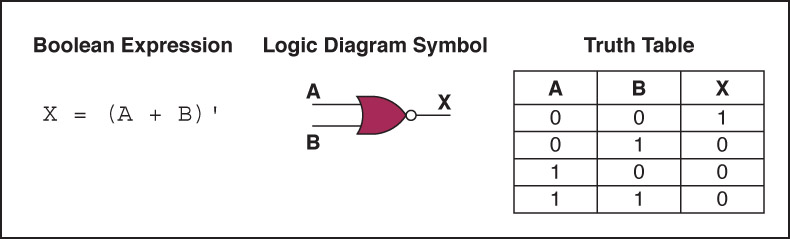 Boolean Expression
Logic Diagram Symbol
Truth Table
X = (A + B)'
A
B
X
A B X
0 0 1
0 1 0
1 0 0
1 1 0